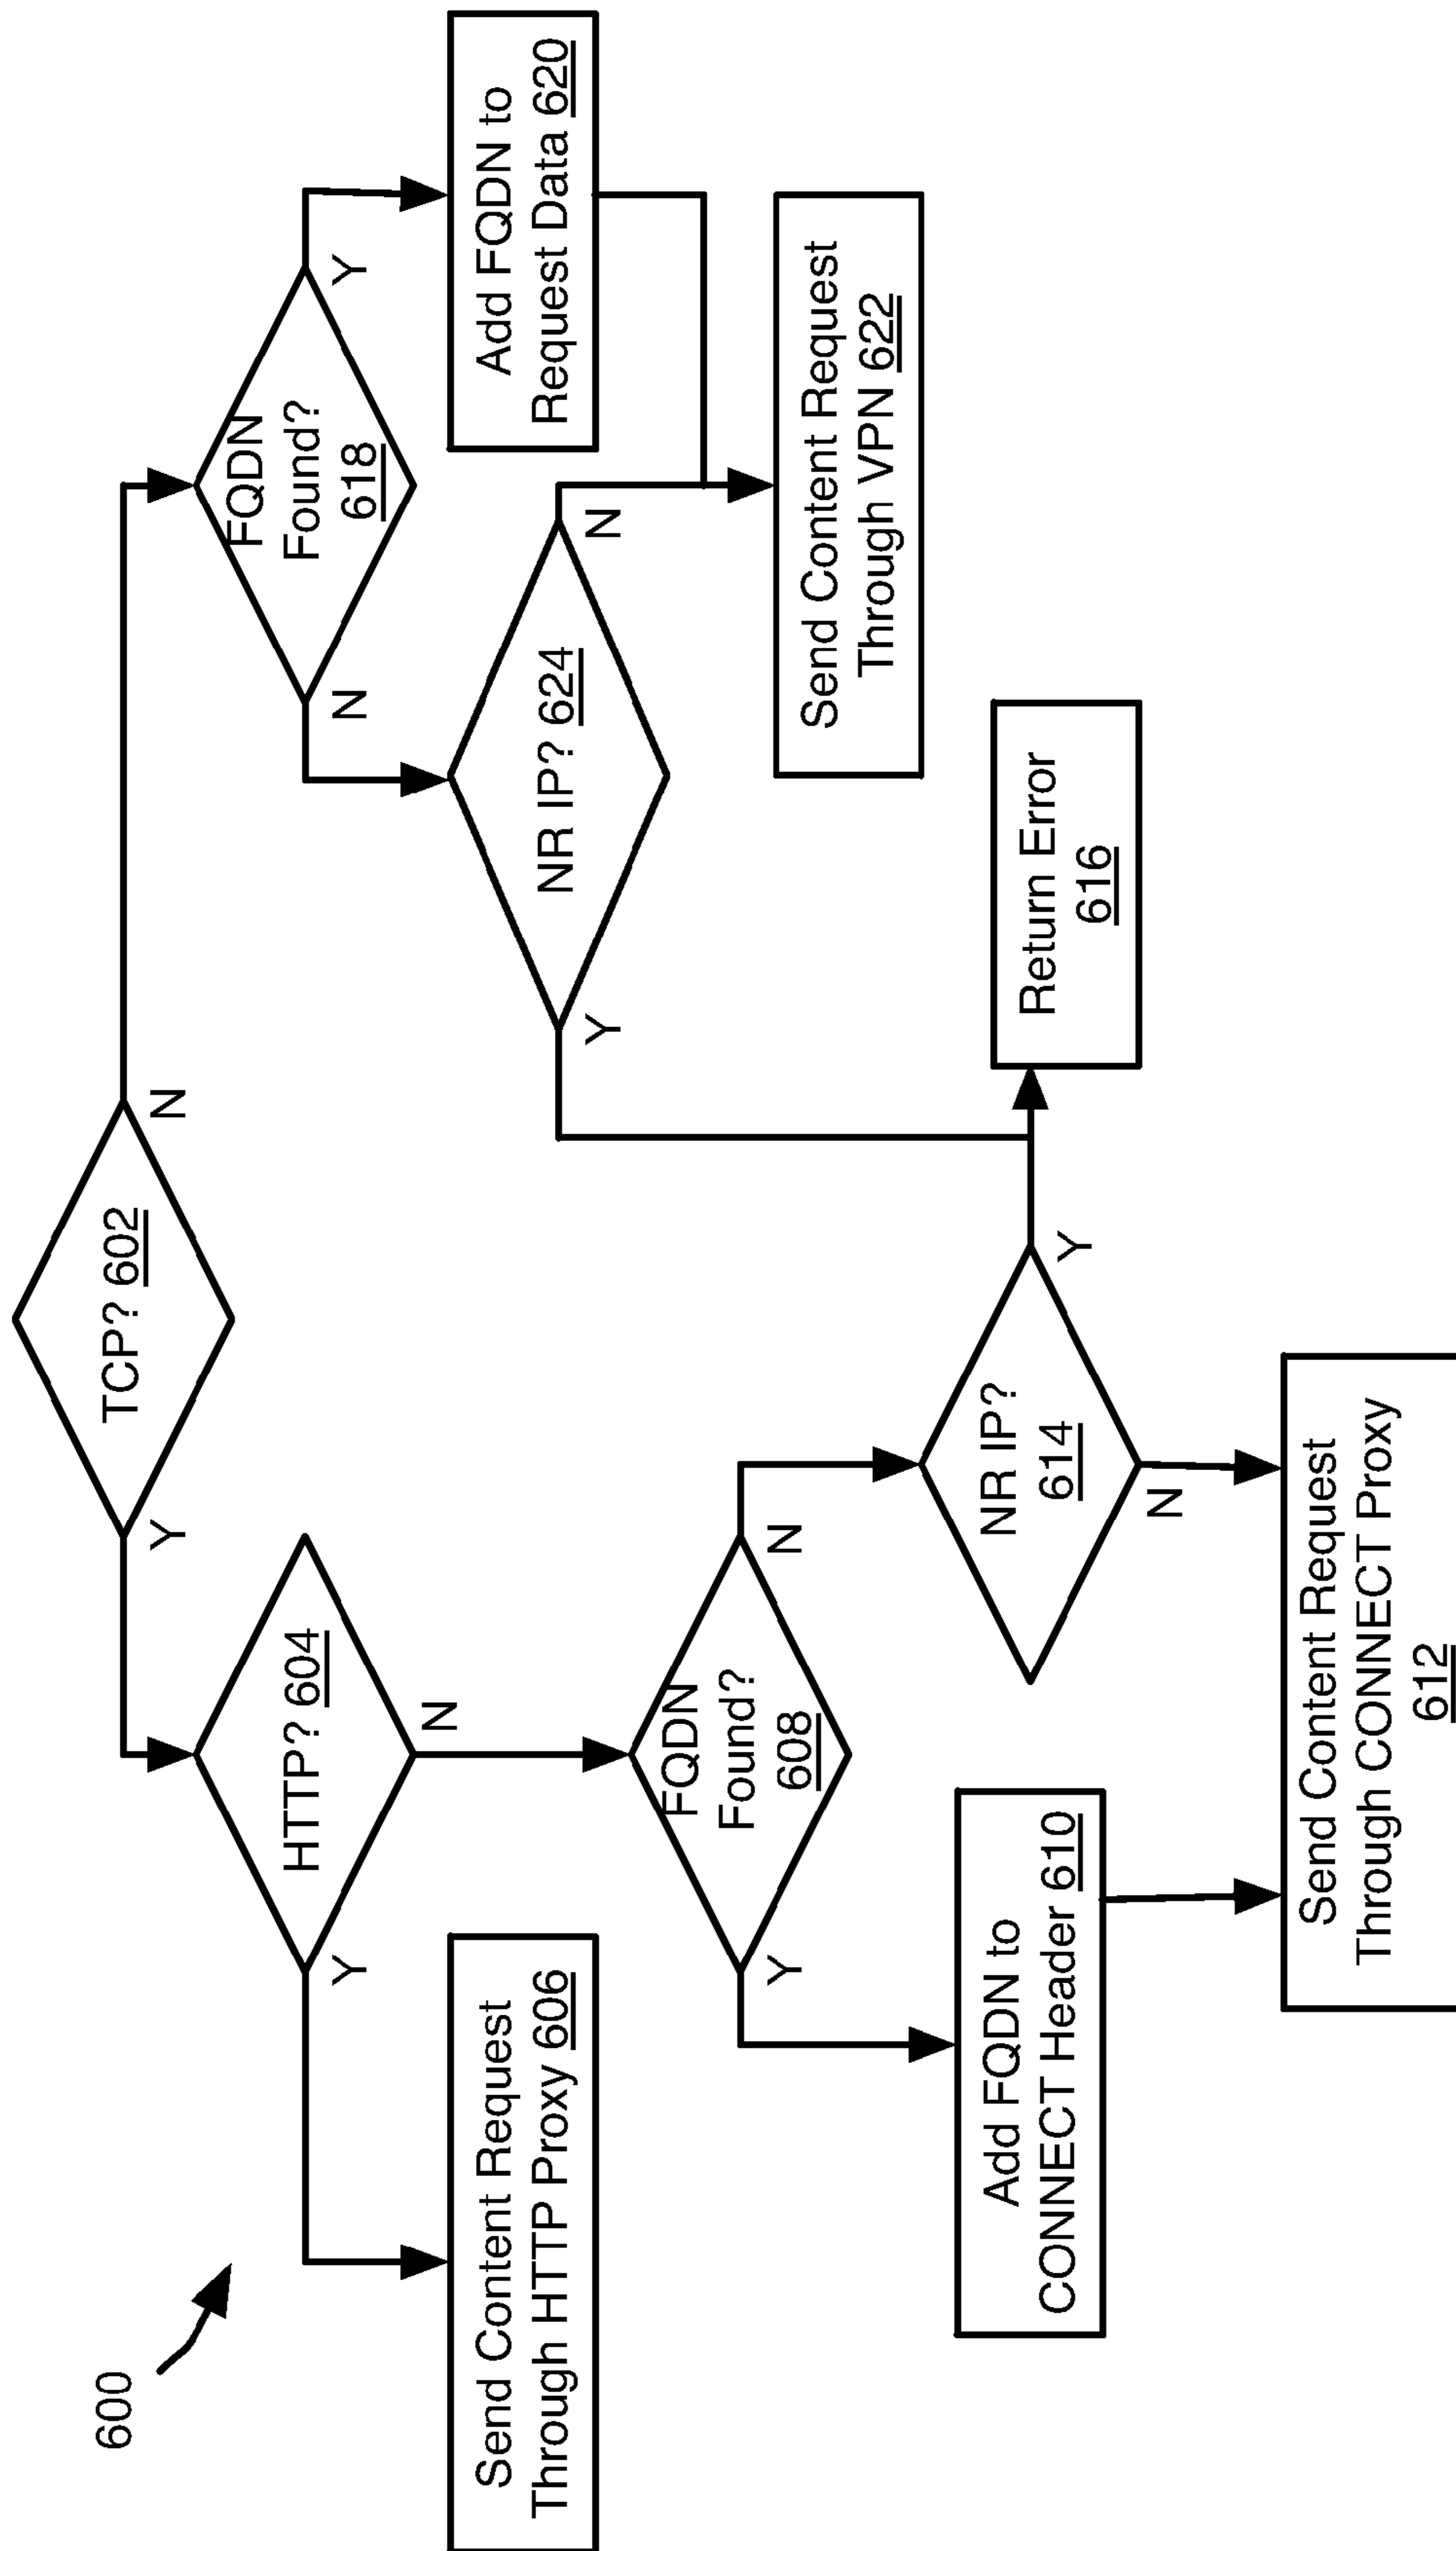 600
TCP? 602
Y
N
HTTP? 604
Y
N
FQDN
Found?
618
N
Y
Send Content Request
Through HTTP Proxy 606
NR IP? 624
Y
N
Add FQDN to
Request Data 620
FQDN
Found?
608
Y
N
Send Content Request
Through VPN 622
Add FQDN to
CONNECT Header 610
NR IP?
614
Y
N
Return Error
616
Send Content Request
Through CONNECT Proxy
612